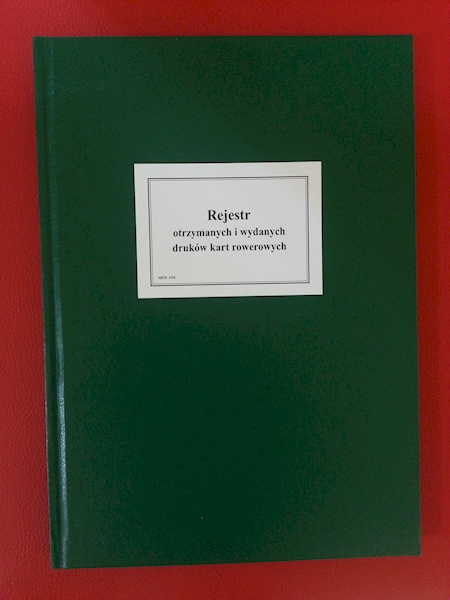 Rejestr
otrzymanych i wydanych
druków kart rowerowych